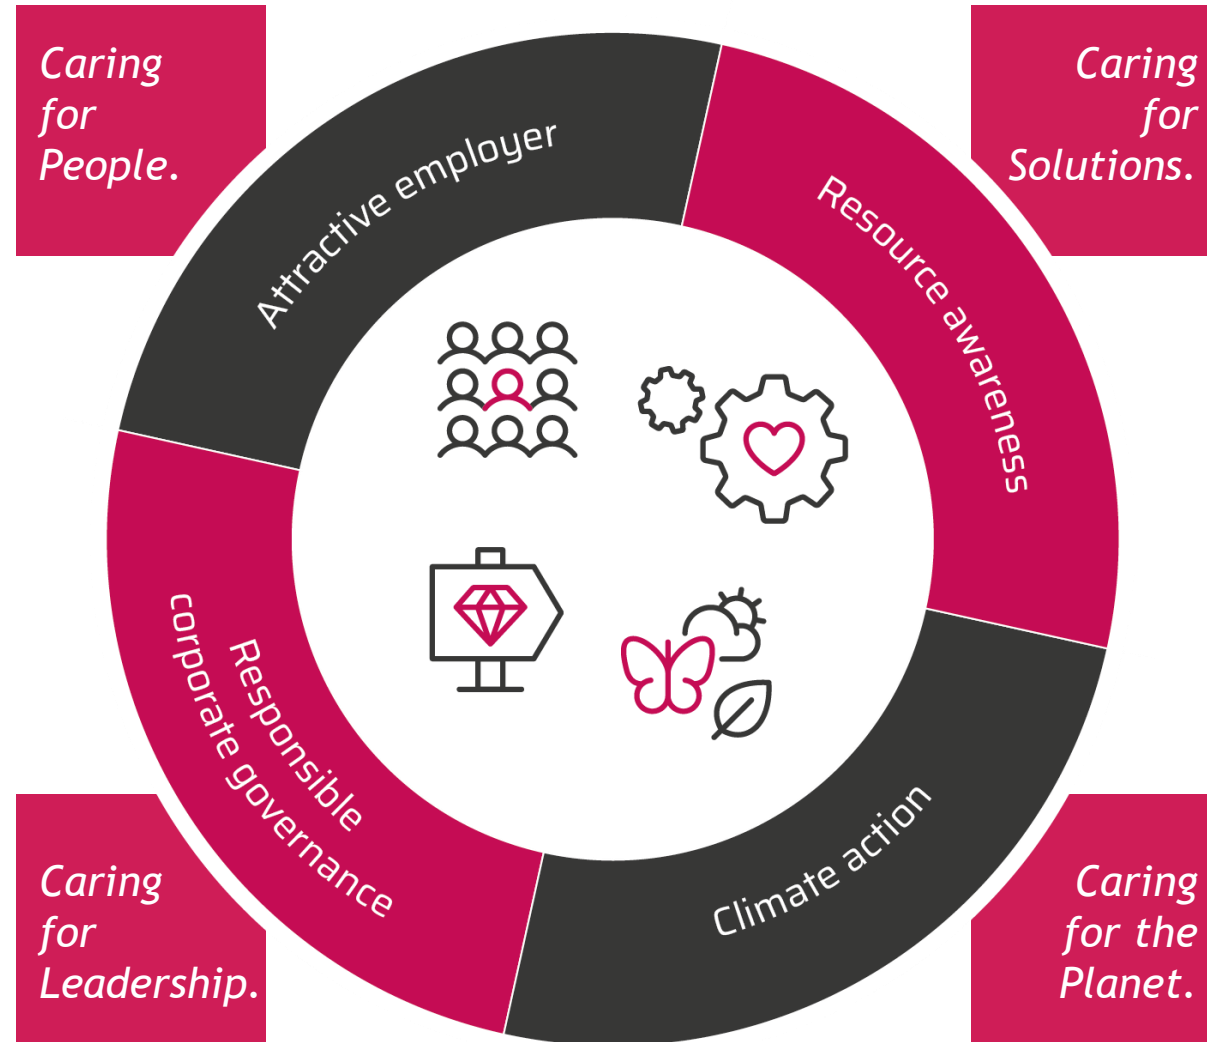 Caring
for
People.
Caring
for
Solutions.
Attractive employer
Resource awareness
Responsible
corporate governance
Climate action
Caring
for
Leadership.
Caring
for the
Planet.